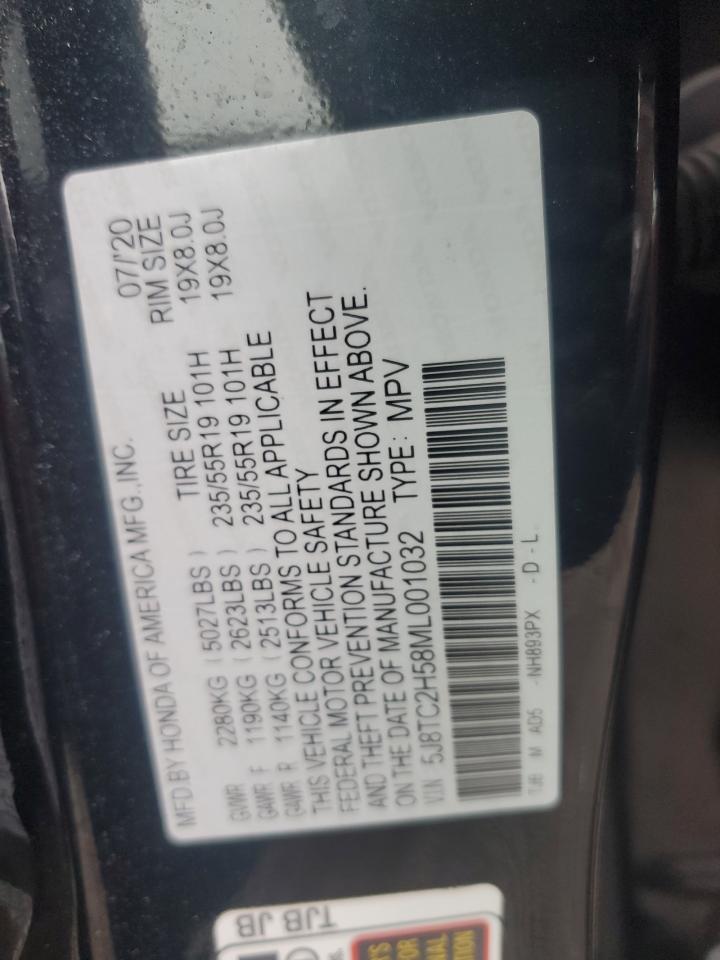 MFD.BY HONDA OF AMERICA MFG.,INC. 07/'20
TIRE SIZE RIM SIZE
GVWR 2280KG (5027LBS)
GAWR F 1190KG (2623LBS) 235/55R19 101H 19X8.0J
GAWR R 1140KG (2513LBS) 235/55R19 101H 19X8.0J
THIS VEHICLE CONFORMS TO ALL APPLICABLE
FEDERAL MOTOR VEHICLE SAFETY
AND THEFT PREVENTION STANDARDS IN EFFECT
ON THE DATE OF MANUFACTURE SHOWN ABOVE.
VIN 5J8TC2H58ML001032 TYPE: MPV
TJB M AD5 -NH893PX -D-L
TJB JB